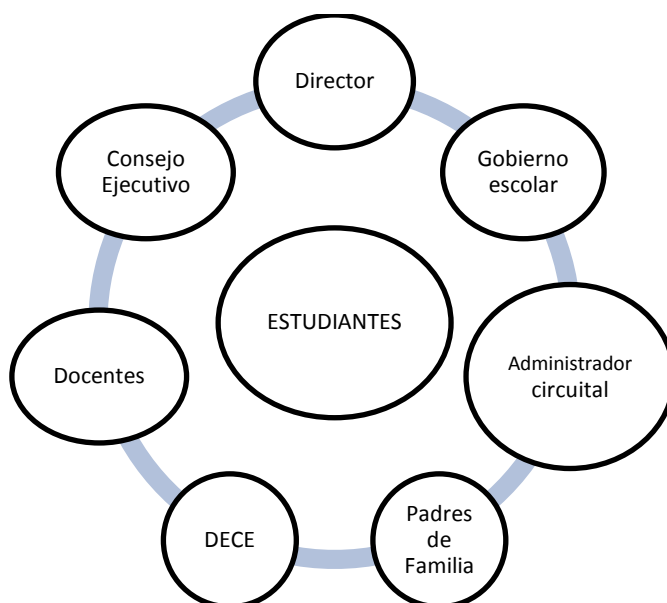 Director
Consejo
Ejecutivo
Gobierno
escolar
ESTUDIANTES
Administrador
circuital
Docentes
DECE
Padres
de
Familia